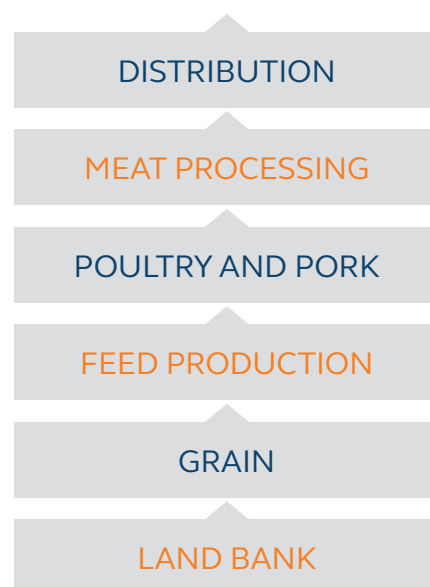 DISTRIBUTION
MEAT PROCESSING
POULTRY AND PORK
FEED PRODUCTION
GRAIN
LAND BANK